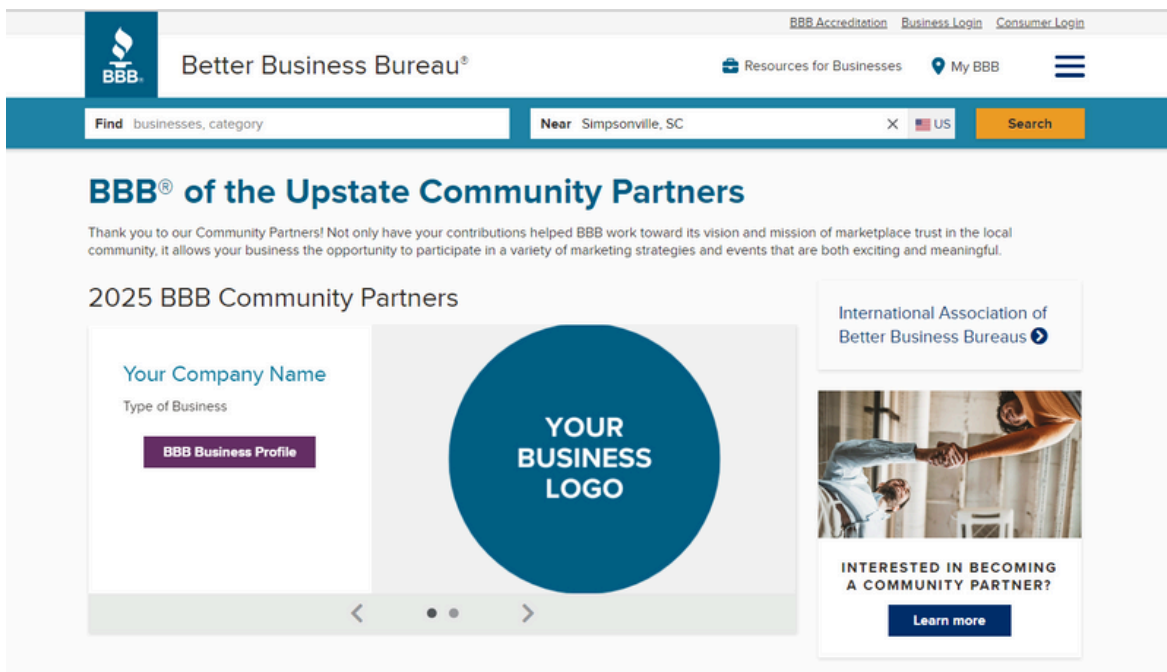 BBB Accreditation Business Login Consumer Login
BBB®
Better Business Bureau®
Resources for Businesses
My BBB
Find businesses, category
Near Simpsonville, SC
US
Search
BBB® of the Upstate Community Partners
Thank you to our Community Partners! Not only have your contributions helped BBB work toward its vision and mission of marketplace trust in the local
community, it allows your business the opportunity to participate in a variety of marketing strategies and events that are both exciting and meaningful.
2025 BBB Community Partners
Your Company Name
Type of Business
BBB Business Profile
YOUR
BUSINESS
LOGO
International Association of
Better Business Bureaus
INTERESTED IN BECOMING
A COMMUNITY PARTNER?
Learn more